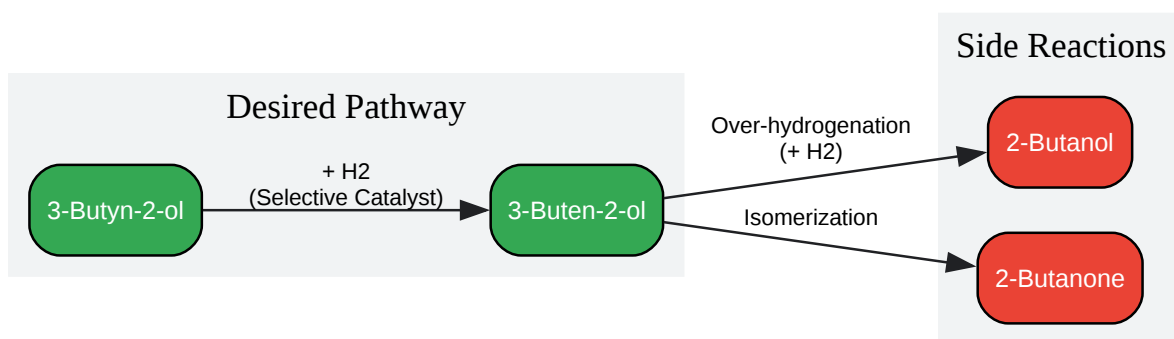 Side Reactions
Desired Pathway
Over-hydrogenation
(+ H2)
2-Butanol
+ H2
(Selective Catalyst)
3-Butyn-2-ol
3-Buten-2-ol
Isomerization
2-Butanone